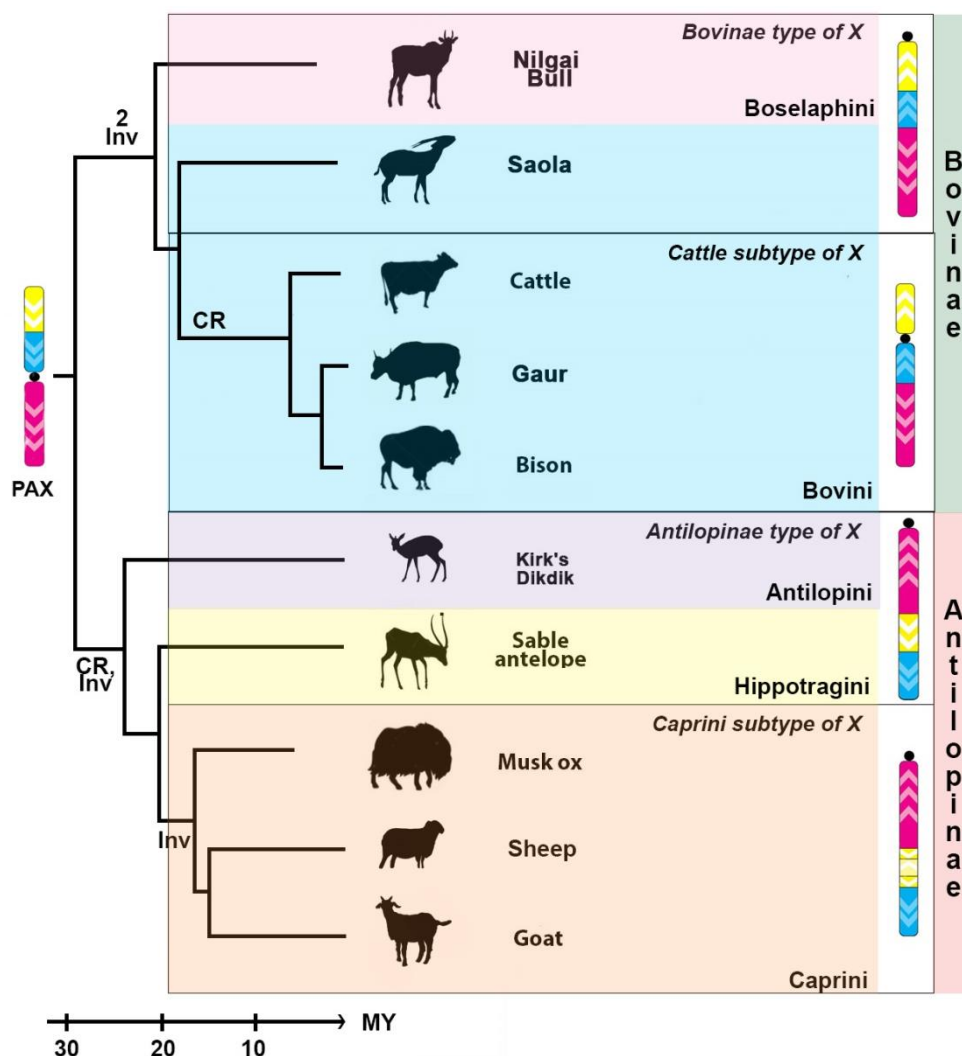 Bovinae type of X
Nilgai
Bull
Boselaphini
2
Inv
Saola
Bovinae
Cattle subtype of X
Cattle
CR
Gaur
Bison
Bovini
PAX
Antilopinae type of X
Kirk's
Dikdik
Antilopini
Sable
antelope
CR,
Inv
Hippotragini
Antilopinae
Caprini subtype of X
Musk ox
Inv
Sheep
Goat
Caprini
MY
30 20 10